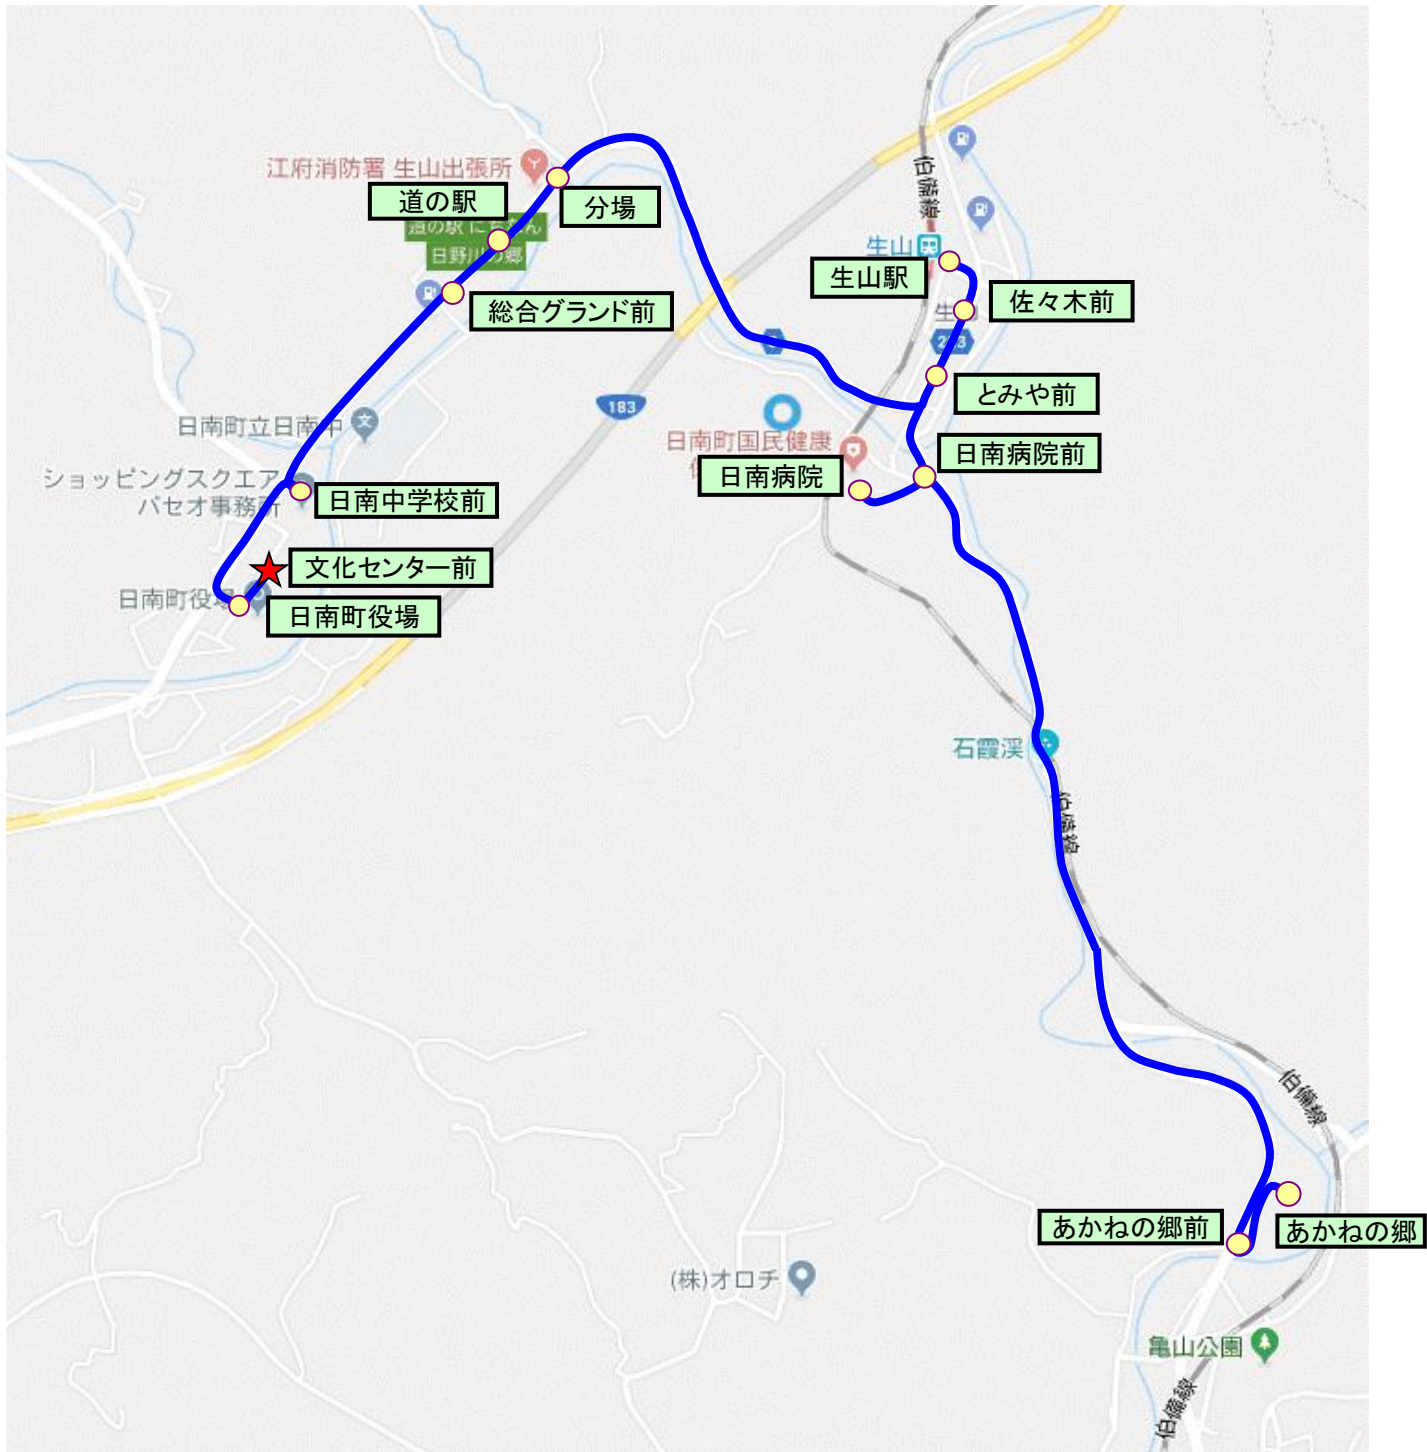 伯備線
江府消防署 生山出張所
道の駅
分場
日野川の郷
生山
生山駅
佐々木前
総合グランド前
とみや前
183
日南町立日南中
日南町国民健康
日南病院前
日南病院
ショッピングスクエア
パセオ事務所
日南中学校前
文化センター前
日南町役場
日南町役場
石霞渓
伯備線
伯備線
あかねの郷前
あかねの郷
(株)オロチ
亀山公園
伯備線